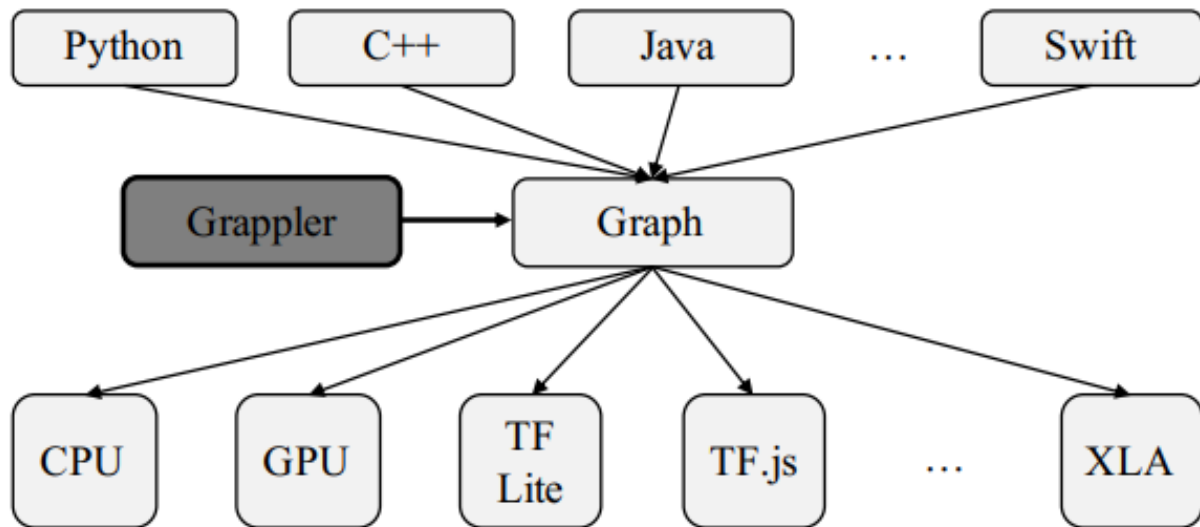 Python
C++
Java
…
Swift
Grappler
Graph
CPU
GPU
TF
Lite
TF.js
…
XLA